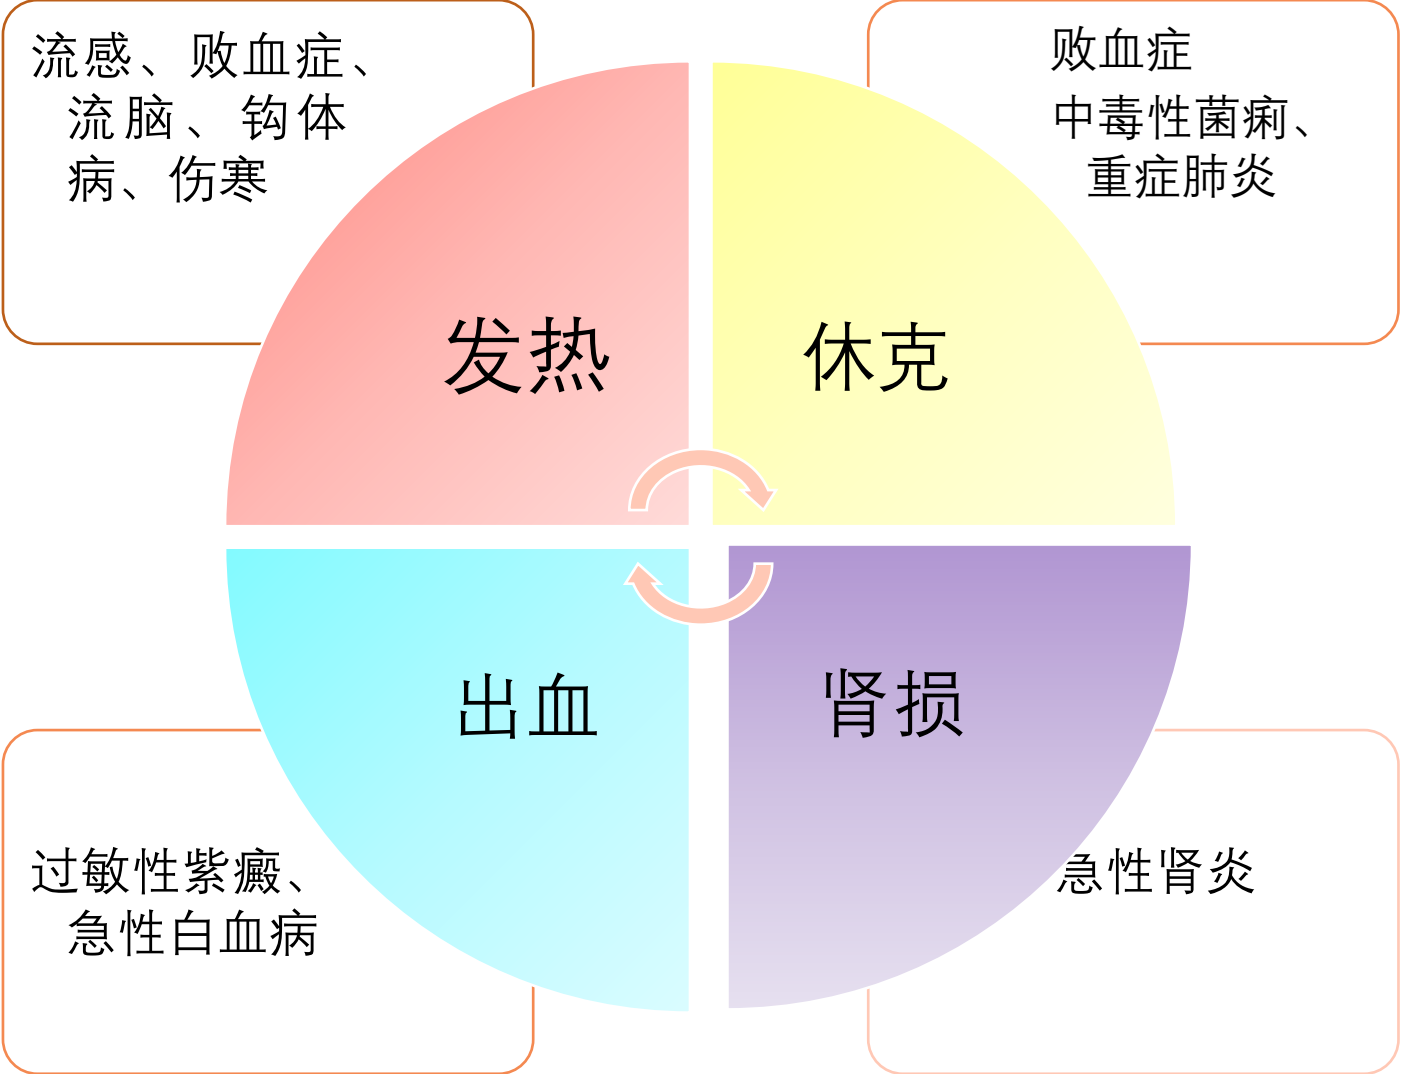 流感、败血症、
流脑、钩体
病、伤寒
败血症
中毒性菌痢、
重症肺炎
发热
休克
出血
肾损
过敏性紫癜、
急性白血病
急性肾炎